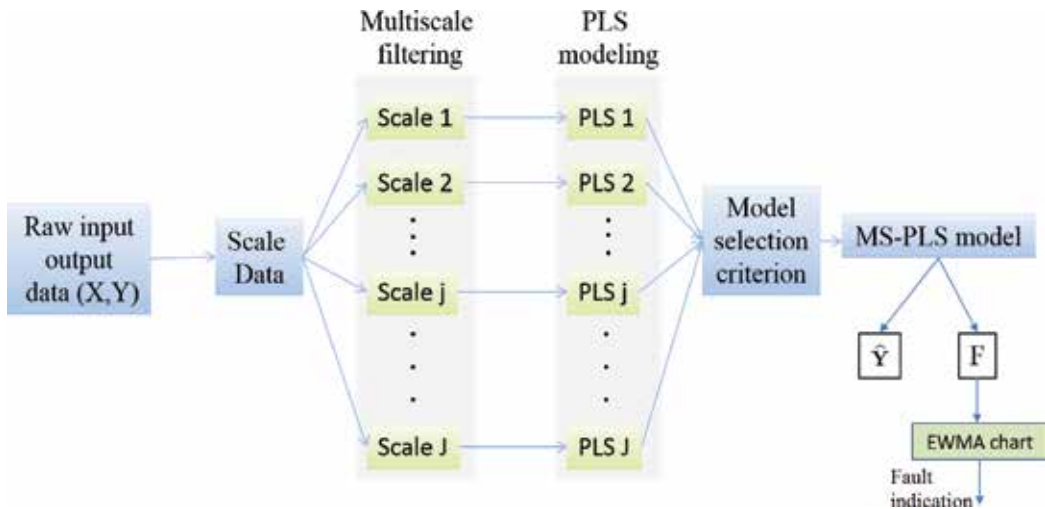 Multiscale
filtering
PLS
modeling
Scale 1
PLS 1
Scale 2
PLS 2
Raw input
output
data (X,Y)
Scale
Data
Model
selection
criterion
MS-PLS model
Scale j
PLS j
Ŷ
F
Scale J
PLS J
EWMA chart
Fault
indication